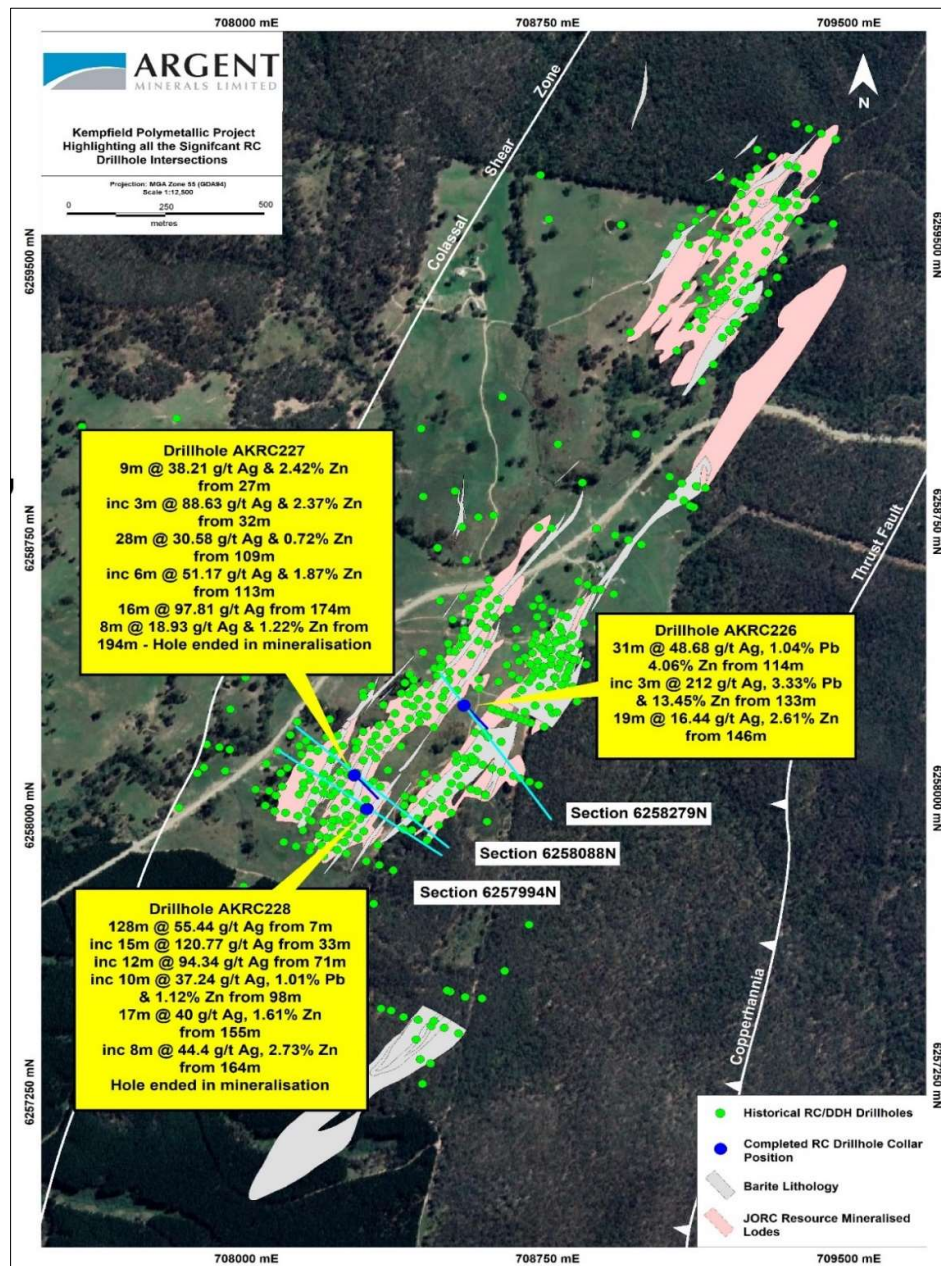 708000 mE
708750 mE
709500 mE
ARGENT
MINERALS LIMITED
Kempfield Polymetallic Project
Highlighting all the Signifcant RC
Drillhole Intersections
Projection: MGA Zone 55 (GDA94)
Scale 1:12,500
0 250 500
metres
N
Colassal Shear Zone
6259500 mN
6259500 mN
6258750 mN
6258750 mN
Thrust Fault
Drillhole AKRC227
9m @ 38.21 g/t Ag & 2.42% Zn
from 27m
inc 3m @ 88.63 g/t Ag & 2.37% Zn
from 32m
28m @ 30.58 g/t Ag & 0.72% Zn
from 109m
inc 6m @ 51.17 g/t Ag & 1.87% Zn
from 113m
16m @ 97.81 g/t Ag from 174m
8m @ 18.93 g/t Ag & 1.22% Zn from
194m - Hole ended in mineralisation
Drillhole AKRC226
31m @ 48.68 g/t Ag, 1.04% Pb
4.06% Zn from 114m
inc 3m @ 212 g/t Ag, 3.33% Pb
& 13.45% Zn from 133m
19m @ 16.44 g/t Ag, 2.61% Zn
from 146m
6258000 mN
6258000 mN
Section 6258279N
Section 6258088N
Section 6257994N
Drillhole AKRC228
128m @ 55.44 g/t Ag from 7m
inc 15m @ 120.77 g/t Ag from 33m
inc 12m @ 94.34 g/t Ag from 71m
inc 10m @ 37.24 g/t Ag, 1.01% Pb
& 1.12% Zn from 98m
17m @ 40 g/t Ag, 1.61% Zn
from 155m
inc 8m @ 44.4 g/t Ag, 2.73% Zn
from 164m
Hole ended in mineralisation
Copperhannia
6257250 mN
6257250 mN
Historical RC/DDH Drillholes
Completed RC Drillhole Collar
Position
Barite Lithology
JORC Resource Mineralised
Lodes
708000 mE
708750 mE
709500 mE